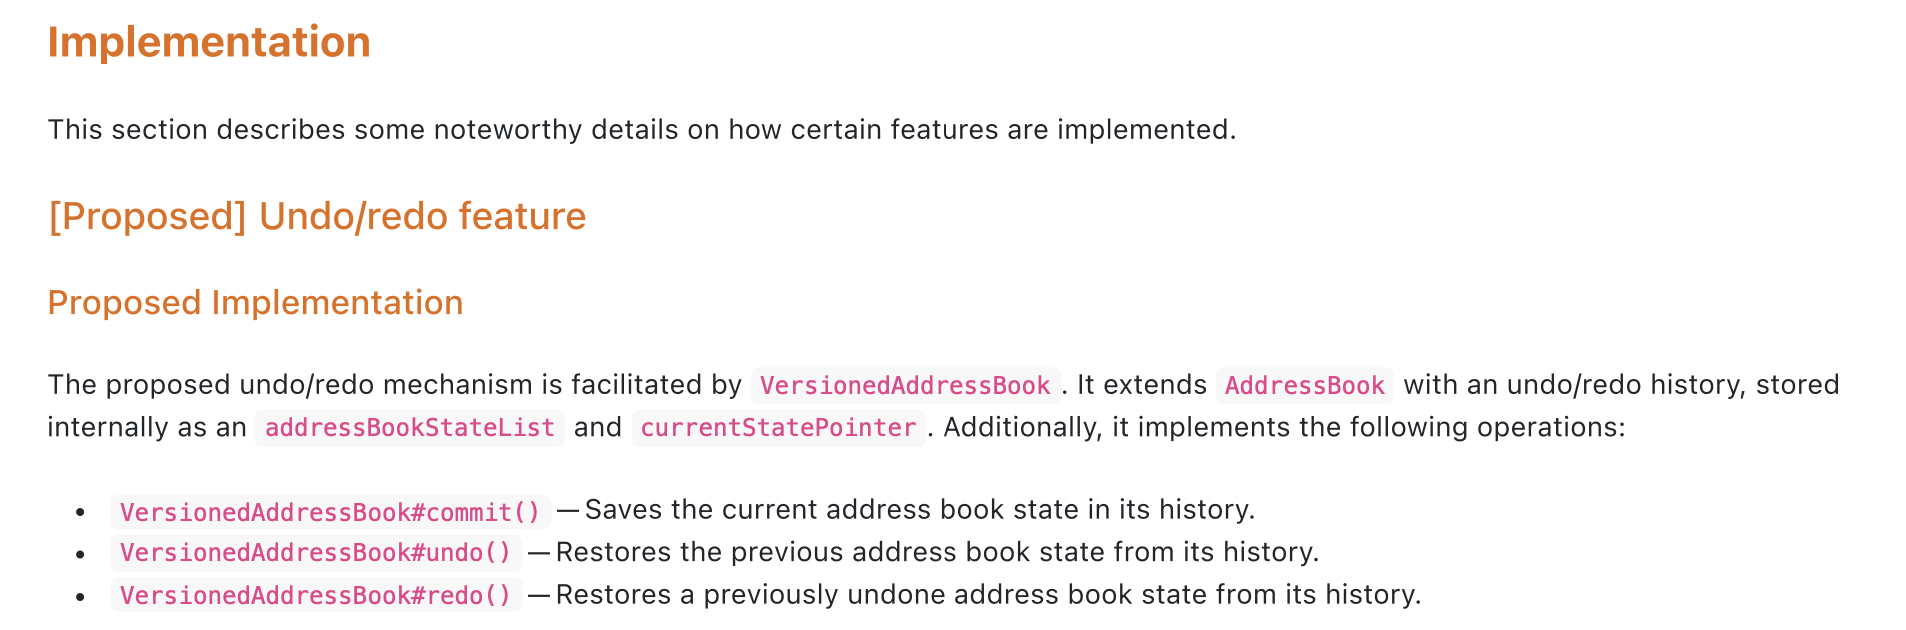 Implementation
This section describes some noteworthy details on how certain features are implemented.
[Proposed] Undo/redo feature
Proposed Implementation
The proposed undo/redo mechanism is facilitated by VersionedAddressBook. It extends AddressBook with an undo/redo history, stored
internally as an addressBookStateList and currentStatePointer. Additionally, it implements the following operations:
• VersionedAddressBook#commit() — Saves the current address book state in its history.
• VersionedAddressBook#undo() — Restores the previous address book state from its history.
• VersionedAddressBook#redo() — Restores a previously undone address book state from its history.